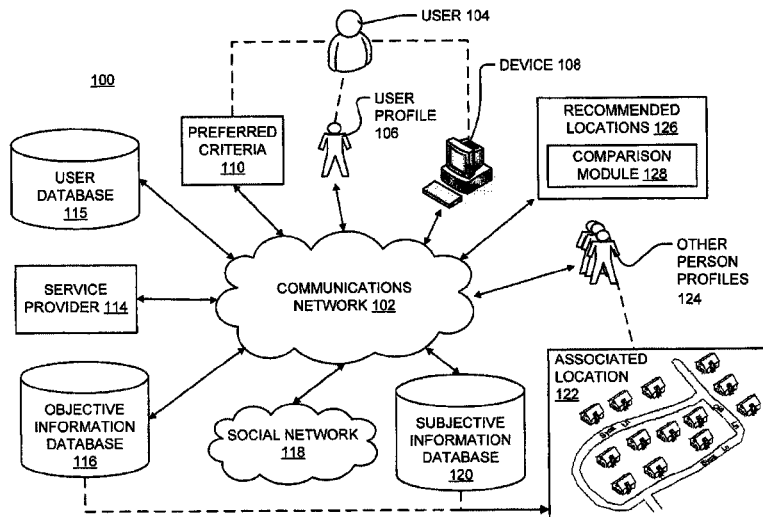 USER 104
100
DEVICE 108
USER
PROFILE
106
PREFERRED
CRITERIA
110
RECOMMENDED
LOCATIONS 126
COMPARISON
MODULE 128
USER
DATABASE
115
OTHER
PERSON
PROFILES
124
SERVICE
PROVIDER 114
COMMUNICATIONS
NETWORK 102
ASSOCIATED
LOCATION
122
OBJECTIVE
INFORMATION
DATABASE
116
SOCIAL NETWORK
118
SUBJECTIVE
INFORMATION
DATABASE
120